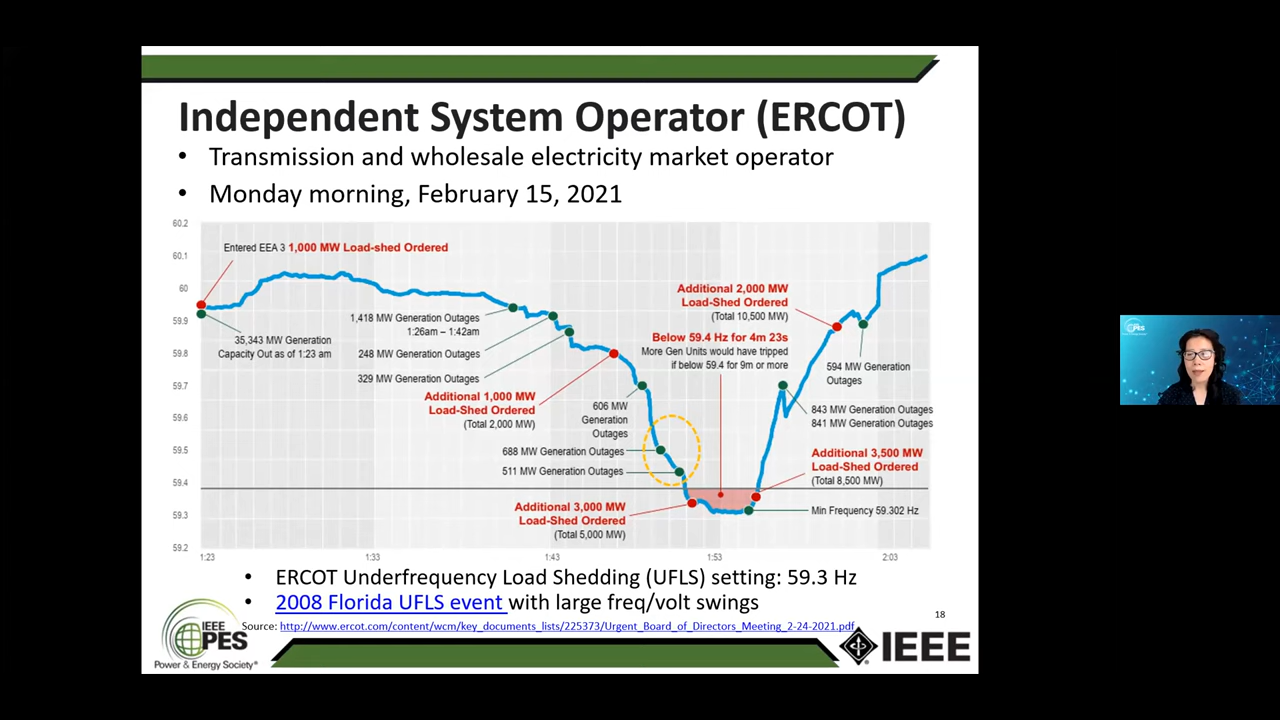 Independent System Operator (ERCOT)
• Transmission and wholesale electricity market operator
• Monday morning, February 15, 2021
60.2
60.1
60
59.9
59.8
59.7
59.6
59.5
59.4
59.3
59.2
Entered EEA 3 1,000 MW Load-shed Ordered
35,343 MW Generation
Capacity Out as of 1:23 am
1,418 MW Generation Outages
1:26am – 1:42am
248 MW Generation Outages
329 MW Generation Outages
Additional 1,000 MW
Load-Shed Ordered
(Total 2,000 MW)
606 MW
Generation
Outages
688 MW Generation Outages
511 MW Generation Outages
Additional 3,000 MW
Load-Shed Ordered
(Total 5,000 MW)
Additional 2,000 MW
Load-Shed Ordered
(Total 10,500 MW)
Below 59.4 Hz for 4m 23s
More Gen Units would have tripped
if below 59.4 for 9m or more
594 MW Generation
Outages
843 MW Generation Outages
841 MW Generation Outages
Additional 3,500 MW
Load-Shed Ordered
(Total 8,500 MW)
Min Frequency 59.302 Hz
1:23
1:33
1:43
1:53
2:03
• ERCOT Underfrequency Load Shedding (UFLS) setting: 59.3 Hz
• 2008 Florida UFLS event with large freq/volt swings
18
Source: http://www.ercot.com/content/wcm/key_documents_lists/225373/Urgent_Board_of_Directors_Meeting_2-24-2021.pdf
IEEE
PES
Power & Energy Society®
IEEE
PES